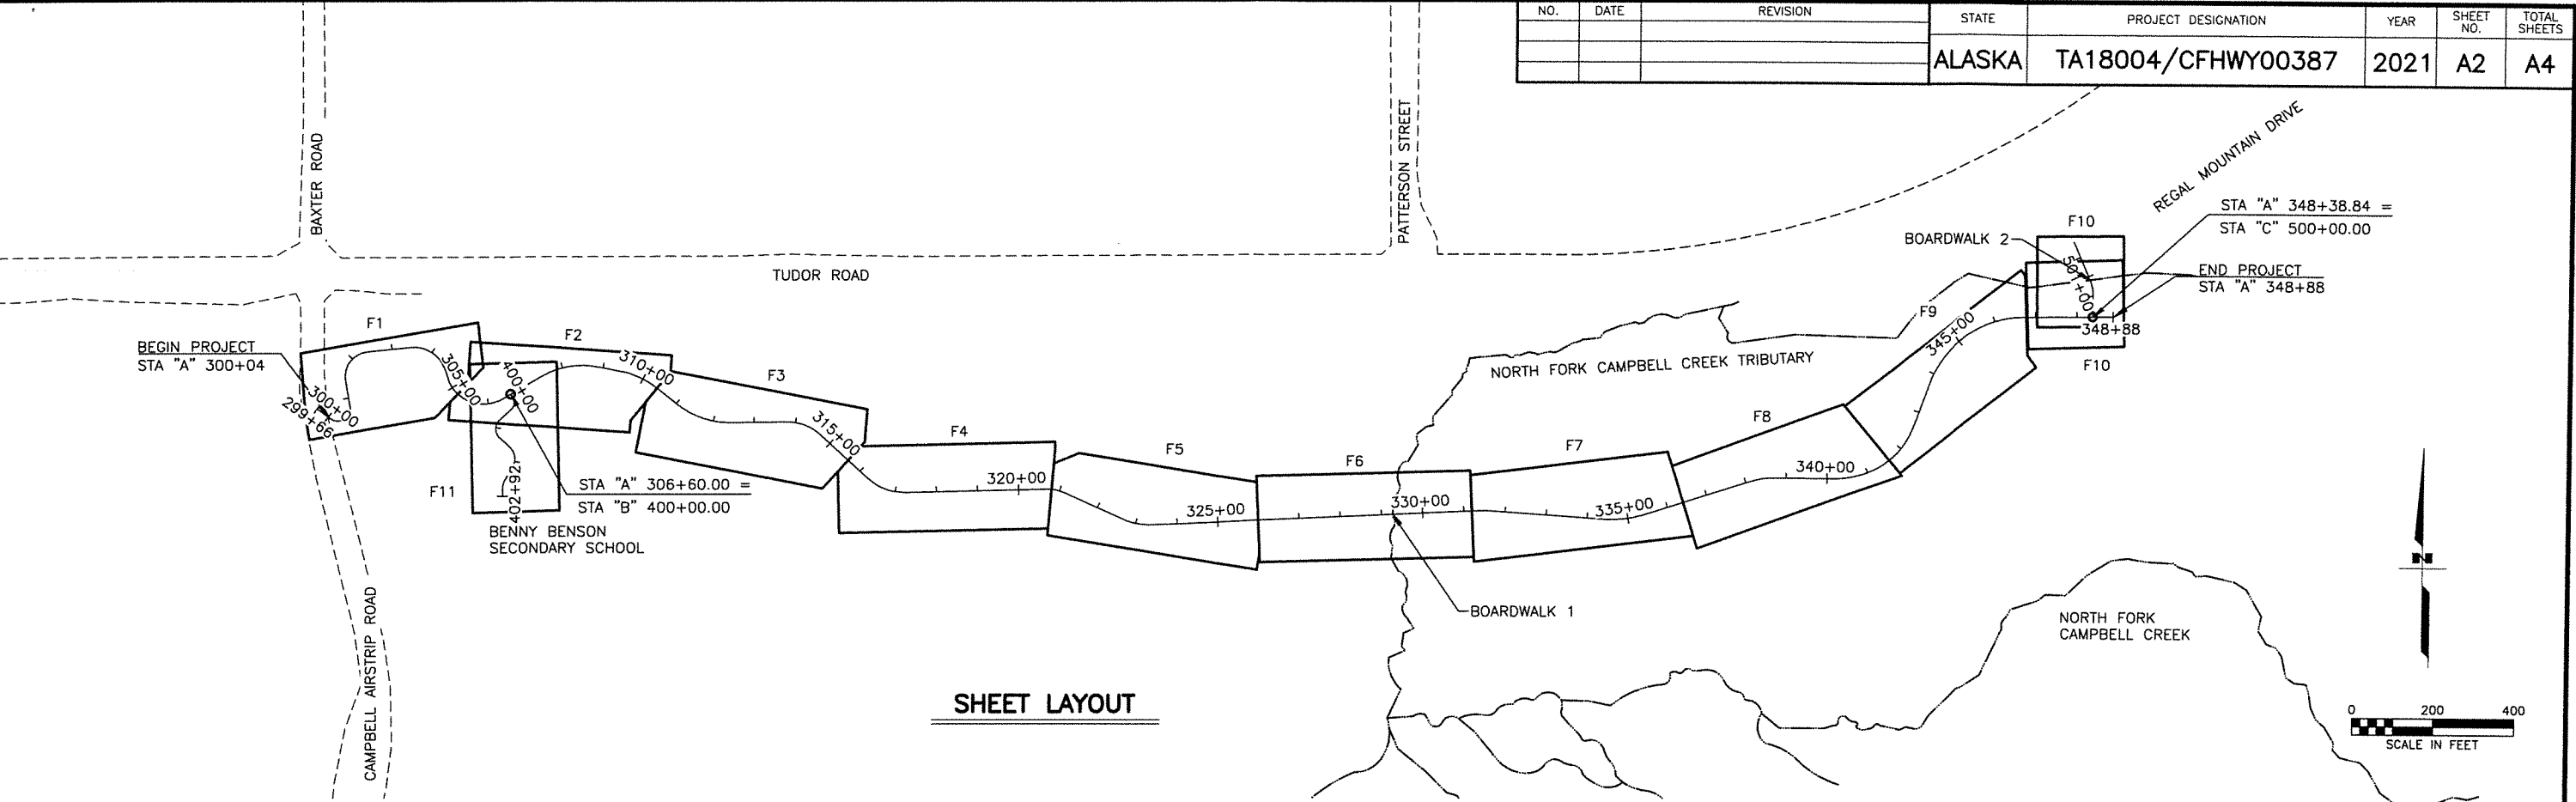 NO. DATE REVISION STATE PROJECT DESIGNATION YEAR SHEET NO. TOTAL SHEETS
ALASKA TA18004/CFHWY00387 2021 A2 A4
BAXTER ROAD
PATTERSON STREET
REGAL MOUNTAIN DRIVE
STA "A" 348+38.84 =
STA "C" 500+00.00
F10
BOARDWALK 2
501+00
TUDOR ROAD
END PROJECT
STA "A" 348+88
348+88
F10
F9
345+00
BEGIN PROJECT
STA "A" 300+04
F1
300+00
299+66
305+00
F2
400+00
310+00
F3
315+00
NORTH FORK CAMPBELL CREEK TRIBUTARY
F4
320+00
F5
325+00
F6
330+00
F7
335+00
F8
340+00
F11
402+92
STA "A" 306+60.00 =
STA "B" 400+00.00
BENNY BENSON
SECONDARY SCHOOL
CAMPBELL AIRSTRIP ROAD
BOARDWALK 1
NORTH FORK
CAMPBELL CREEK
N
SHEET LAYOUT
0 200 400
SCALE IN FEET